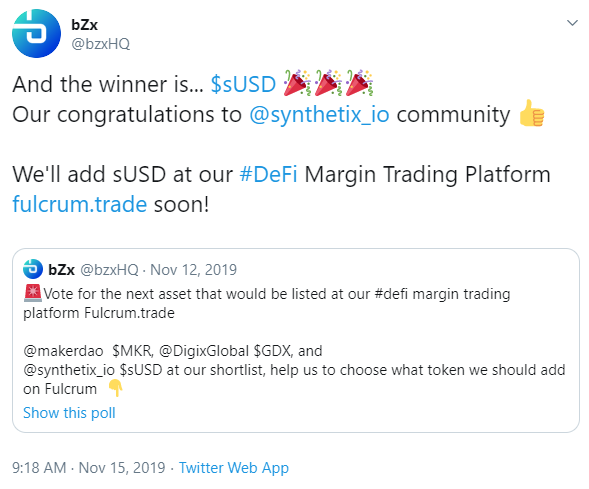 bZx
@bzxHQ
And the winner is... $sUSD 🎉🎉🎉
Our congratulations to @synthetix_io community 👍
We'll add sUSD at our #DeFi Margin Trading Platform
fulcrum.trade soon!
bZx @bzxHQ · Nov 12, 2019
🚨Vote for the next asset that would be listed at our #defi margin trading
platform Fulcrum.trade
@makerdao $MKR, @DigixGlobal $GDX, and
@synthetix_io $sUSD at our shortlist, help us to choose what token we should add
on Fulcrum 👇
Show this poll
9:18 AM · Nov 15, 2019 · Twitter Web App